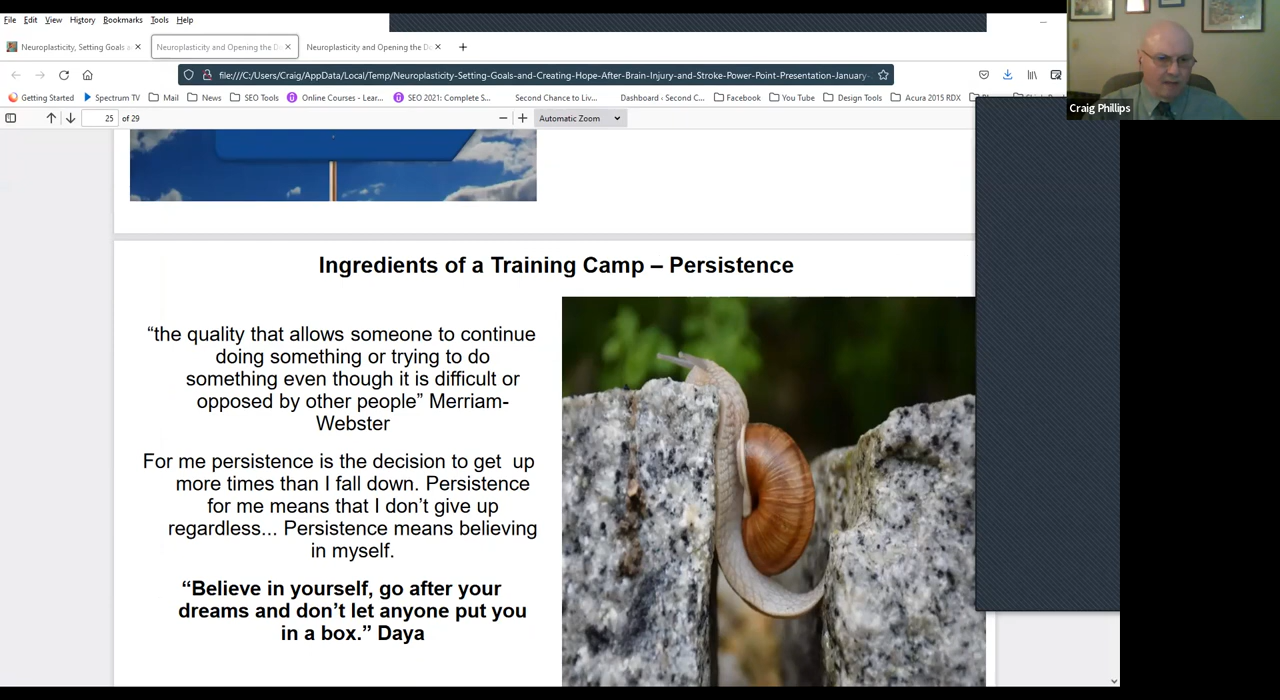 File Edit View History Bookmarks Tools Help
Neuroplasticity, Setting Goals a
Neuroplasticity and Opening the D
Neuroplasticity and Opening the Do
file:///C:/Users/Craig/AppData/Local/Temp/Neuroplasticity-Setting-Goals-and-Creating-Hope-After-Brain-Injury-and-Stroke-Power-Point-Presentation-January-
Getting Started Spectrum TV Mail News SEO Tools Online Courses - Lear... SEO 2021: Complete S... Second Chance to Liv... Dashboard ‹ Second C... Facebook You Tube Design Tools Acura 2015 RDX
25 of 29 Automatic Zoom
Craig Phillips
Ingredients of a Training Camp – Persistence
“the quality that allows someone to continue
doing something or trying to do
something even though it is difficult or
opposed by other people” Merriam-
Webster
For me persistence is the decision to get up
more times than I fall down. Persistence
for me means that I don’t give up
regardless... Persistence means believing
in myself.
“Believe in yourself, go after your
dreams and don’t let anyone put you
in a box.” Daya